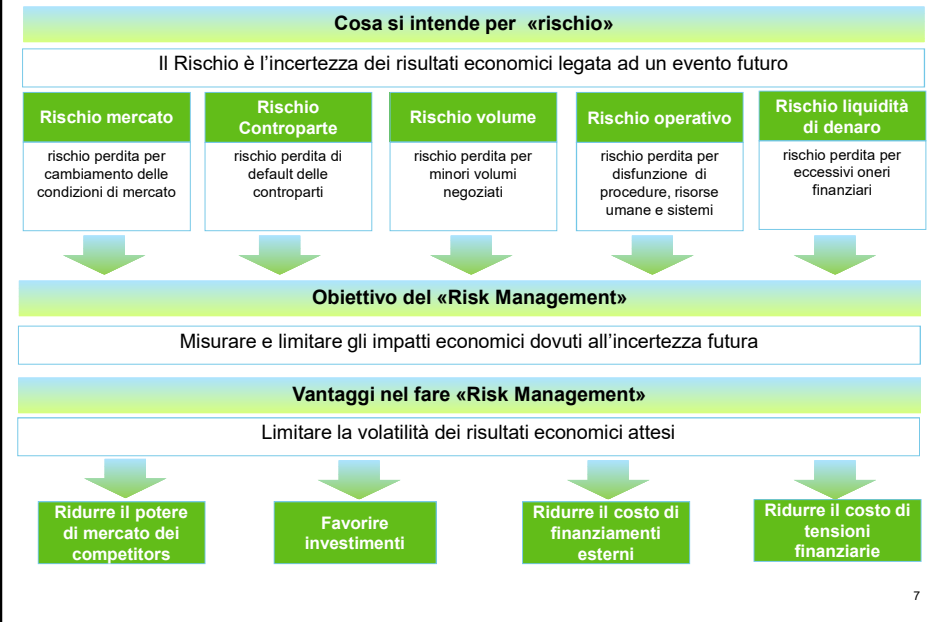 Cosa si intende per «rischio»
Il Rischio è l'incertezza dei risultati economici legata ad un evento futuro
Rischio mercato
rischio perdita per
cambiamento delle
condizioni di mercato
Rischio
Controparte
rischio perdita di
default delle
controparti
Rischio volume
rischio perdita per
minori volumi
negoziati
Rischio operativo
rischio perdita per
disfunzione di
procedure, risorse
umane e sistemi
Rischio liquidità
di denaro
rischio perdita per
eccessivi oneri
finanziari
Obiettivo del «Risk Management»
Misurare e limitare gli impatti economici dovuti all'incertezza futura
Vantaggi nel fare «Risk Management»
Limitare la volatilità dei risultati economici attesi
Ridurre il potere
di mercato dei
competitors
Favorire
investimenti
Ridurre il costo di
finanziamenti
esterni
Ridurre il costo di
tensioni
finanziarie
7